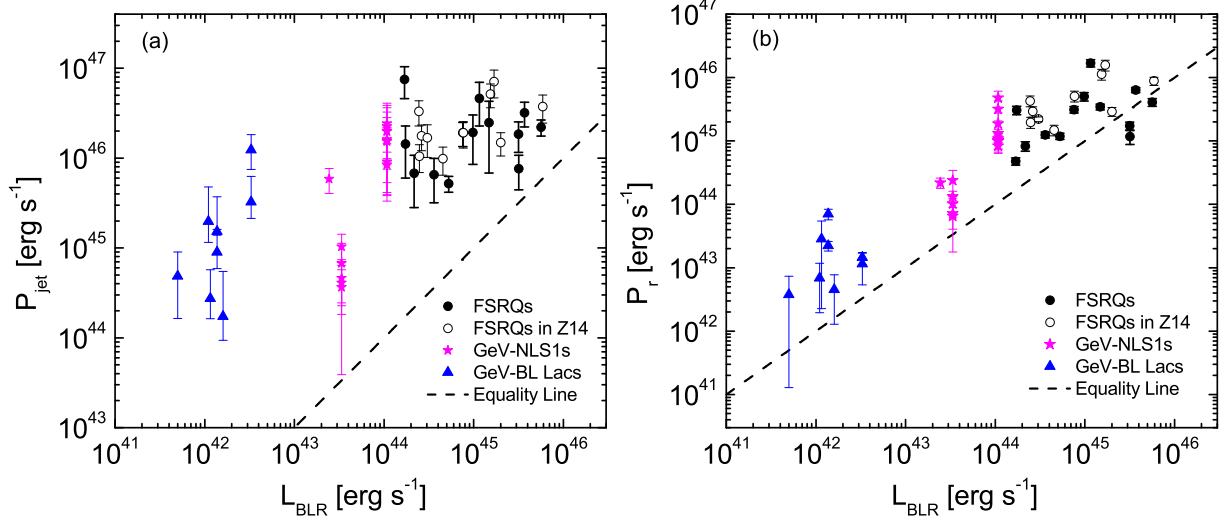 (a)
10^47
10^46
10^45
10^44
10^43
P_jet [erg s^-1]
FSRQs
FSRQs in Z14
GeV-NLS1s
GeV-BL Lacs
Equality Line
10^41 10^42 10^43 10^44 10^45 10^46
L_BLR [erg s^-1]
(b)
10^47
10^46
10^45
10^44
10^43
10^42
10^41
P_r [erg s^-1]
FSRQs
FSRQs in Z14
GeV-NLS1s
GeV-BL Lacs
Equality Line
10^41 10^42 10^43 10^44 10^45 10^46
L_BLR [erg s^-1]